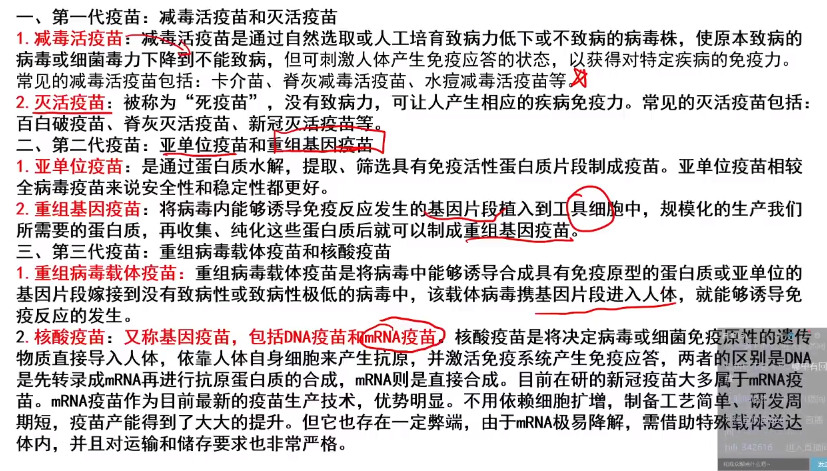 一、第一代疫苗：减毒活疫苗和灭活疫苗
1. 减毒活疫苗：减毒活疫苗是通过自然选取或人工培育致病力低下或不致病的病毒株，使原本致病的
病毒或细菌毒力下降到不能致病，但可刺激人体产生免疫应答的状态，以获得对特定疾病的免疫力。
常见的减毒活疫苗包括：卡介苗、脊灰减毒活疫苗、水痘减毒活疫苗等。
2. 灭活疫苗：被称为“死疫苗”，没有致病力，可让人产生相应的疾病免疫力。常见的灭活疫苗包括：
百白破疫苗、脊灰灭活疫苗、新冠灭活疫苗等。
二、第二代疫苗：亚单位疫苗和重组基因疫苗
1. 亚单位疫苗：是通过蛋白质水解，提取、筛选具有免疫活性蛋白质片段制成疫苗。亚单位疫苗相较
全病毒疫苗来说安全性和稳定性都更好。
2. 重组基因疫苗：将病毒内能够诱导免疫反应发生的基因片段植入到工具细胞中，规模化的生产我们
所需要的蛋白质，再收集、纯化这些蛋白质后就可以制成重组基因疫苗。
三、第三代疫苗：重组病毒载体疫苗和核酸疫苗
1. 重组病毒载体疫苗：重组病毒载体疫苗是将病毒中能够诱导合成具有免疫原型的蛋白质或亚单位的
基因片段嫁接到没有致病性或致病性极低的病毒中，该载体病毒携基因片段进入人体，就能够诱导免
疫反应的发生。
2. 核酸疫苗：又称基因疫苗，包括DNA疫苗和mRNA疫苗。核酸疫苗是将决定病毒或细菌免疫原性的遗传
物质直接导入人体，依靠人体自身细胞来产生抗原，并激活免疫系统产生免疫应答，两者的区别是DNA
是先转录成mRNA再进行抗原蛋白质的合成，mRNA则是直接合成。目前在研的新冠疫苗大多属于mRNA疫
苗。mRNA疫苗作为目前最新的疫苗生产技术，优势明显。不用依赖细胞扩增，制备工艺简单、研发周
期短，疫苗产能得到了大大的提升。但它也存在一定弊端，由于mRNA极易降解，需借助特殊载体送达
体内，并且对运输和储存要求也非常严格。